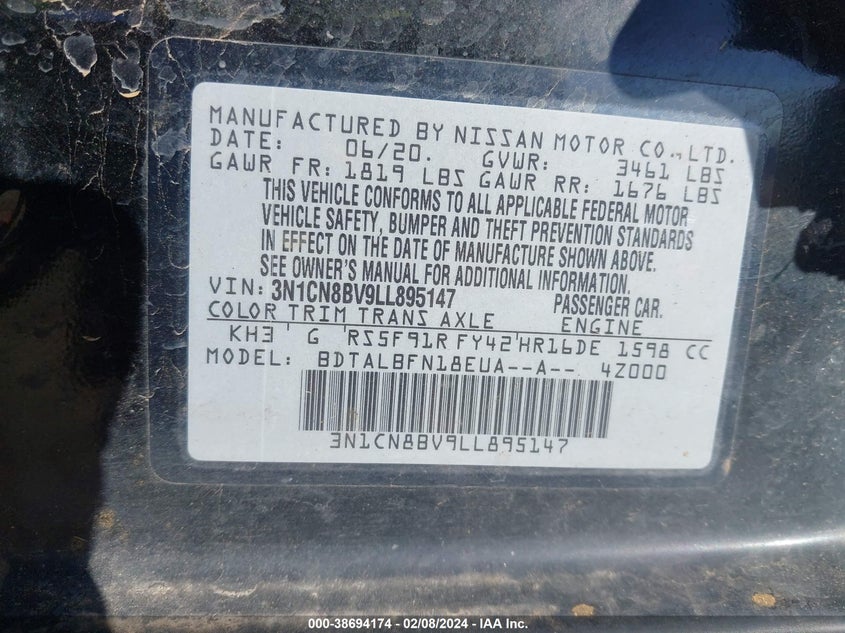 MANUFACTURED BY NISSAN MOTOR CO.,LTD.
DATE: 06/20. GVWR: 3461 LBS
GAWR FR: 1819 LBS GAWR RR: 1676 LBS
THIS VEHICLE CONFORMS TO ALL APPLICABLE FEDERAL MOTOR
VEHICLE SAFETY, BUMPER AND THEFT PREVENTION STANDARDS
IN EFFECT ON THE DATE OF MANUFACTURE SHOWN ABOVE.
SEE OWNER'S MANUAL FOR ADDITIONAL INFORMATION.
VIN: 3N1CN8BV9LL895147 PASSENGER CAR.
COLOR TRIM TRANS AXLE ENGINE
KH3 G RS5F91R FY42 HR16DE 1598 CC
MODEL: BDTALBFN18EUA--A-- 4Z000
3N1CN8BV9LL895147
000-38694174 - 02/08/2024 - IAA Inc.